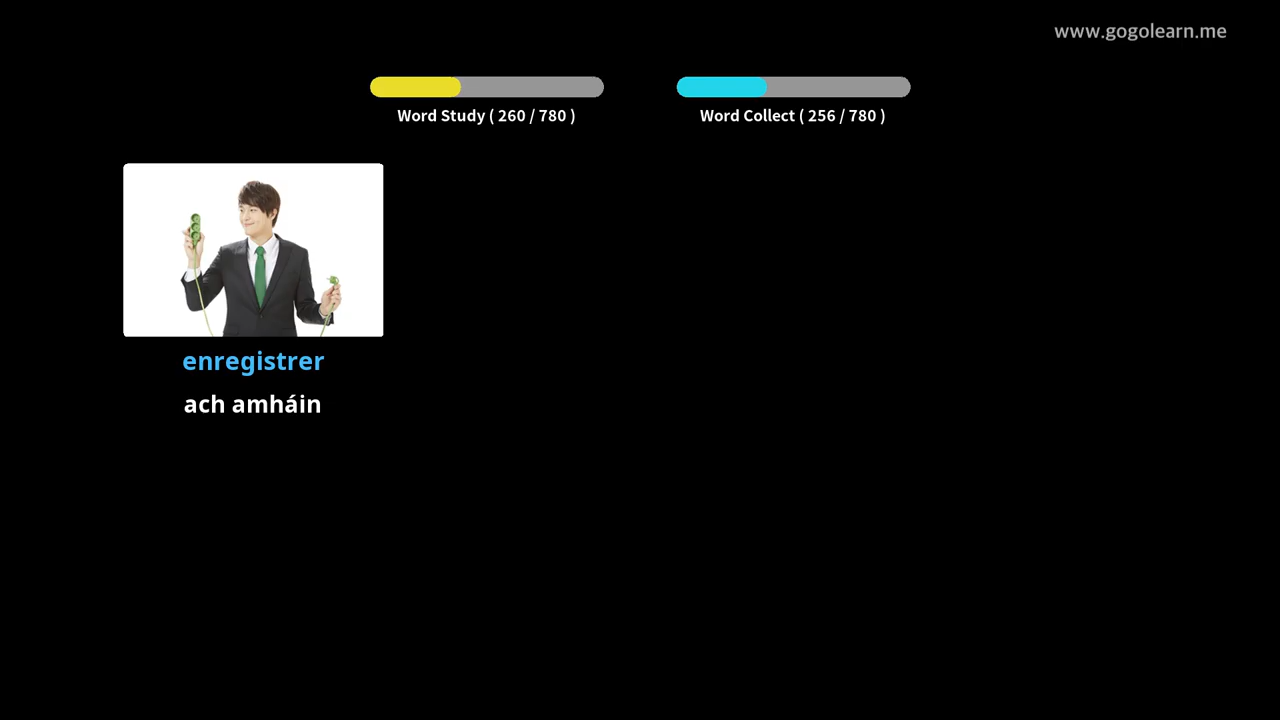 www.gogolearn.me
Word Study ( 260 / 780 )
Word Collect ( 256 / 780 )
enregistrer
ach amháin